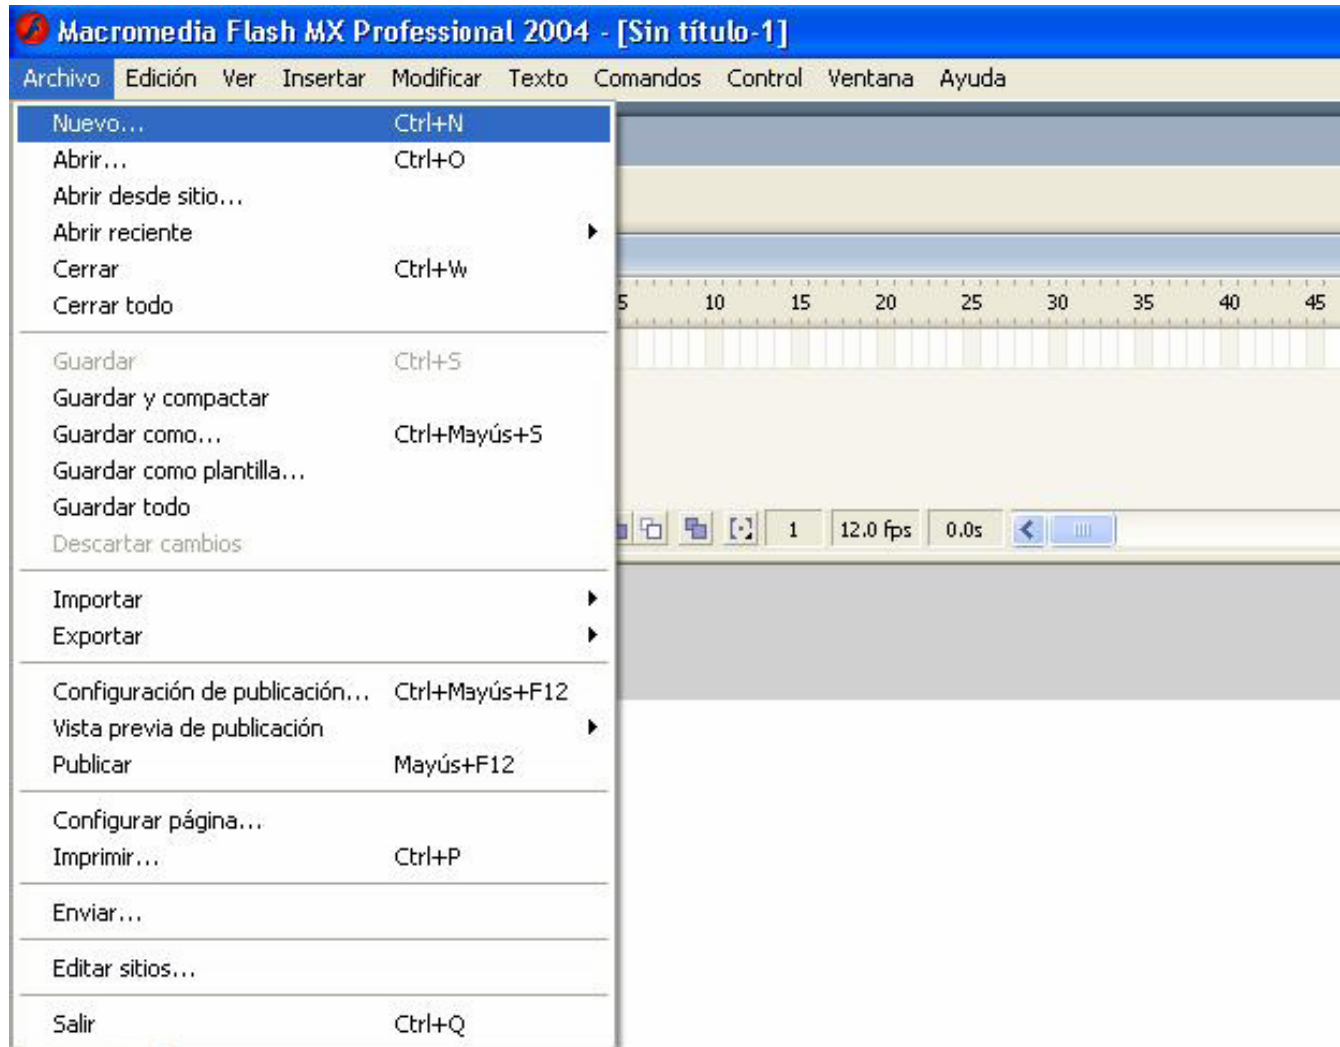 Macromedia Flash MX Professional 2004 - [Sin título-1]
Archivo Edición Ver Insertar Modificar Texto Comandos Control Ventana Ayuda
Nuevo... Ctrl+N
Abrir... Ctrl+O
Abrir desde sitio...
Abrir reciente
Cerrar Ctrl+W
Cerrar todo
5 10 15 20 25 30 35 40 45
Guardar Ctrl+S
Guardar y compactar
Guardar como... Ctrl+Mayús+S
Guardar como plantilla...
Guardar todo
1 12.0 fps 0.0s
Descartar cambios
Importar
Exportar
Configuración de publicación... Ctrl+Mayús+F12
Vista previa de publicación
Publicar Mayús+F12
Configurar página...
Imprimir... Ctrl+P
Enviar...
Editar sitios...
Salir Ctrl+Q